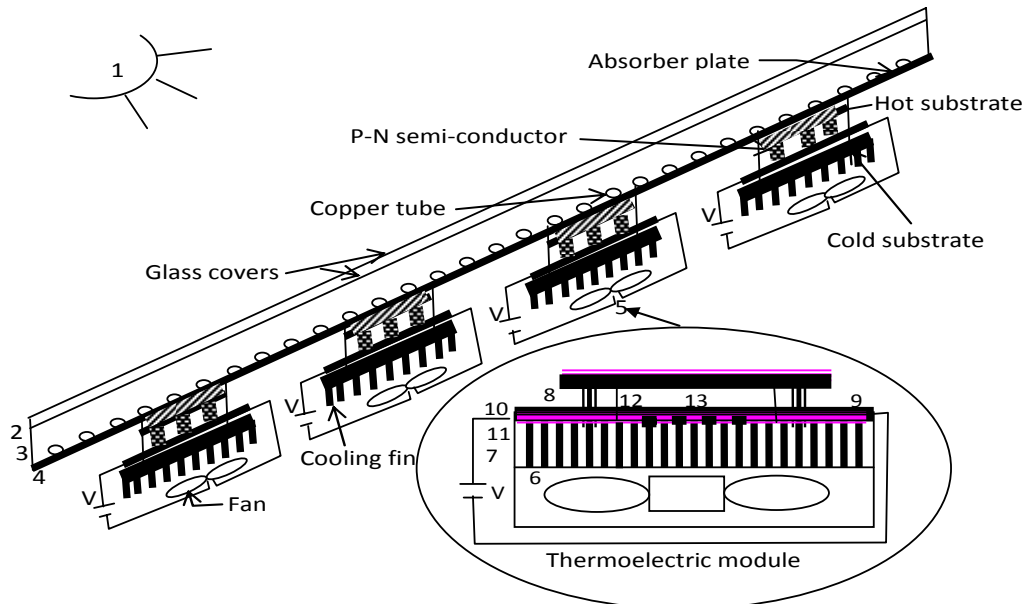 1
Absorber plate
Hot substrate
P-N semi-conductor
Copper tube
V
Cold substrate
Glass covers
V
5
V
8
12
13
9
10
2
11
3
7
Cooling fin
4
6
V
V
Fan
Thermoelectric module